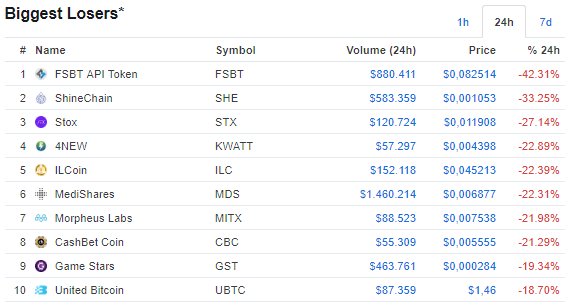 Biggest Losers*
1h 24h 7d
# Name Symbol Volume (24h) Price % 24h
1 FSBT API Token FSBT $880.411 $0,082514 -42.31%
2 ShineChain SHE $583.359 $0,001053 -33.25%
3 Stox STX $120.724 $0,011908 -27.14%
4 4NEW KWATT $57.297 $0,004398 -22.89%
5 ILCoin ILC $152.118 $0,045213 -22.39%
6 MediShares MDS $1.460.214 $0,006877 -22.31%
7 Morpheus Labs MITX $88.523 $0,007538 -21.98%
8 CashBet Coin CBC $55.309 $0,005555 -21.29%
9 Game Stars GST $463.761 $0,000284 -19.34%
10 United Bitcoin UBTC $87.359 $1,46 -18.70%